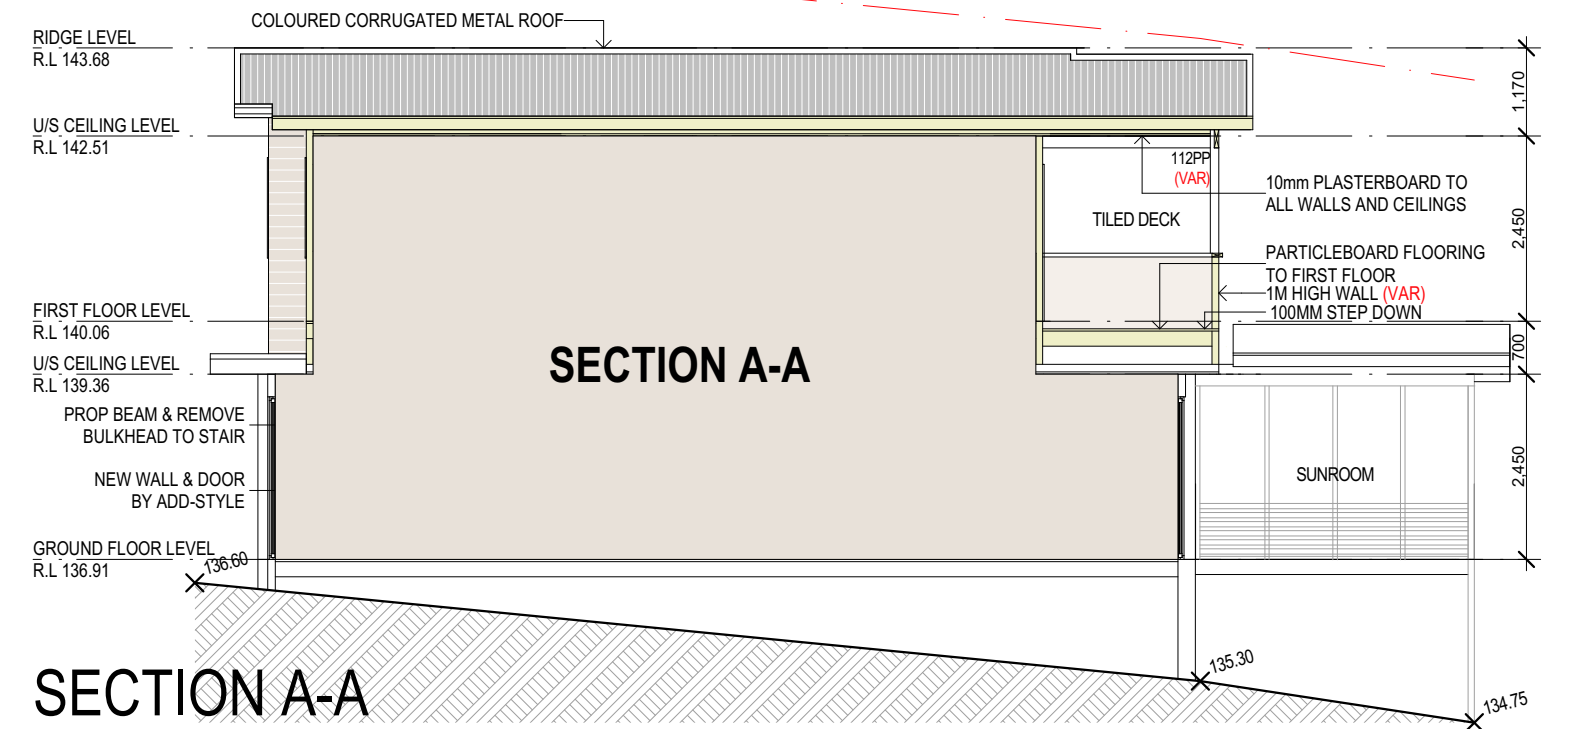 COLOURED CORRUGATED METAL ROOF
RIDGE LEVEL
R.L 143.68
1,170
U/S CEILING LEVEL
R.L 142.51
112PP
(VAR)
10mm PLASTERBOARD TO
ALL WALLS AND CEILINGS
TILED DECK
2,450
PARTICLEBOARD FLOORING
TO FIRST FLOOR
1M HIGH WALL (VAR)
100MM STEP DOWN
FIRST FLOOR LEVEL
R.L 140.06
SECTION A-A
700
U/S CEILING LEVEL
R.L 139.36
PROP BEAM & REMOVE
BULKHEAD TO STAIR
NEW WALL & DOOR
BY ADD-STYLE
SUNROOM
2,450
GROUND FLOOR LEVEL
R.L 136.91
136.60
135.30
134.75
SECTION A-A